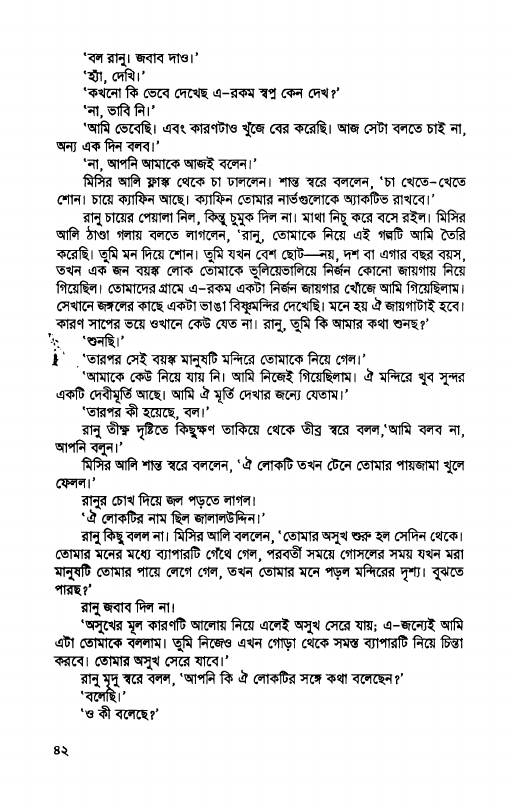 'বল রানু। জবাব দাও।'
'হ্যাঁ, দেখি।'
'কখনো কি ভেবে দেখেছ এ-রকম স্বপ্ন কেন দেখ?'
'না, ভাবি নি।'
'আমি ভেবেছি। এবং কারণটাও খুঁজে বের করেছি। আজ সেটা বলতে চাই না,
অন্য এক দিন বলব।'
'না, আপনি আমাকে আজই বলেন।'
মিসির আলি ফ্লাস্ক থেকে চা ঢাললেন। শান্ত স্বরে বললেন, 'চা খেতে-খেতে
শোন। চায়ে ক্যাফিন আছে। ক্যাফিন তোমার নার্ভগুলোকে অ্যাকটিভ রাখবে।'
রানু চায়ের পেয়ালা নিল, কিন্তু চুমুক দিল না। মাথা নিচু করে বসে রইল। মিসির
আলি ঠাণ্ডা গলায় বলতে লাগলেন, 'রানু, তোমাকে নিয়ে এই গল্পটি আমি তৈরি
করেছি। তুমি মন দিয়ে শোন। তুমি যখন বেশ ছোট—নয়, দশ বা এগার বছর বয়স,
তখন এক জন বয়স্ক লোক তোমাকে ভুলিয়েভালিয়ে নির্জন কোনো জায়গায় নিয়ে
গিয়েছিল। তোমাদের গ্রামে এ-রকম একটা নির্জন জায়গার খোঁজে আমি গিয়েছিলাম।
সেখানে জঙ্গলের কাছে একটা ভাঙা বিষ্ণুমন্দির দেখেছি। মনে হয় ঐ জায়গাটাই হবে।
কারণ সাপের ভয়ে ওখানে কেউ যেত না। রানু, তুমি কি আমার কথা শুনছ?'
'শুনছি।'
'তারপর সেই বয়স্ক মানুষটি মন্দিরে তোমাকে নিয়ে গেল।'
'আমাকে কেউ নিয়ে যায় নি। আমি নিজেই গিয়েছিলাম। ঐ মন্দিরে খুব সুন্দর
একটি দেবীমূর্তি আছে। আমি ঐ মূর্তি দেখার জন্যে যেতাম।'
'তারপর কী হয়েছে, বল।'
রানু তীক্ষ্ণ দৃষ্টিতে কিছুক্ষণ তাকিয়ে থেকে তীব্র স্বরে বলল,'আমি বলব না,
আপনি বলুন।'
মিসির আলি শান্ত স্বরে বললেন, 'ঐ লোকটি তখন টেনে তোমার পায়জামা খুলে
ফেলল।'
রানুর চোখ দিয়ে জল পড়তে লাগল।
'ঐ লোকটির নাম ছিল জালালউদ্দিন।'
রানু কিছু বলল না। মিসির আলি বললেন, 'তোমার অসুখ শুরু হল সেদিন থেকে।
তোমার মনের মধ্যে ব্যাপারটি গেঁথে গেল, পরবর্তী সময়ে গোসলের সময় যখন মরা
মানুষটি তোমার পায়ে লেগে গেল, তখন তোমার মনে পড়ল মন্দিরের দৃশ্য। বুঝতে
পারছ?'
রানু জবাব দিল না।
'অসুখের মূল কারণটি আলোয় নিয়ে এলেই অসুখ সেরে যায়; এ-জন্যেই আমি
এটা তোমাকে বললাম। তুমি নিজেও এখন গোড়া থেকে সমস্ত ব্যাপারটি নিয়ে চিন্তা
করবে। তোমার অসুখ সেরে যাবে।'
রানু মৃদু স্বরে বলল, 'আপনি কি ঐ লোকটির সঙ্গে কথা বলেছেন?'
'বলেছি।'
'ও কী বলেছে?'
৪২